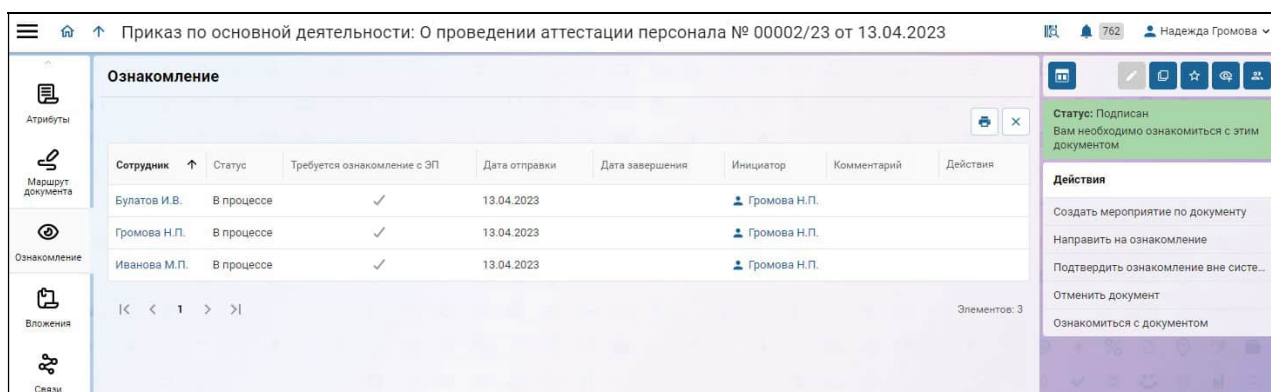 Приказ по основной деятельности: О проведении аттестации персонала № 00002/23 от 13.04.2023
762 Надежда Громова
Атрибуты
Маршрут
документа
Ознакомление
Вложения
Связи
Ознакомление
Сотрудник Статус Требуется ознакомление с ЭП Дата отправки Дата завершения Инициатор Комментарий Действия
Булатов И.В. В процессе 13.04.2023 Громова Н.П.
Громова Н.П. В процессе 13.04.2023 Громова Н.П.
Иванова М.П. В процессе 13.04.2023 Громова Н.П.
1 Элементов: 3
Статус: Подписан
Вам необходимо ознакомиться с этим
документом
Действия
Создать мероприятие по документу
Направить на ознакомление
Подтвердить ознакомление вне систе...
Отменить документ
Ознакомиться с документом